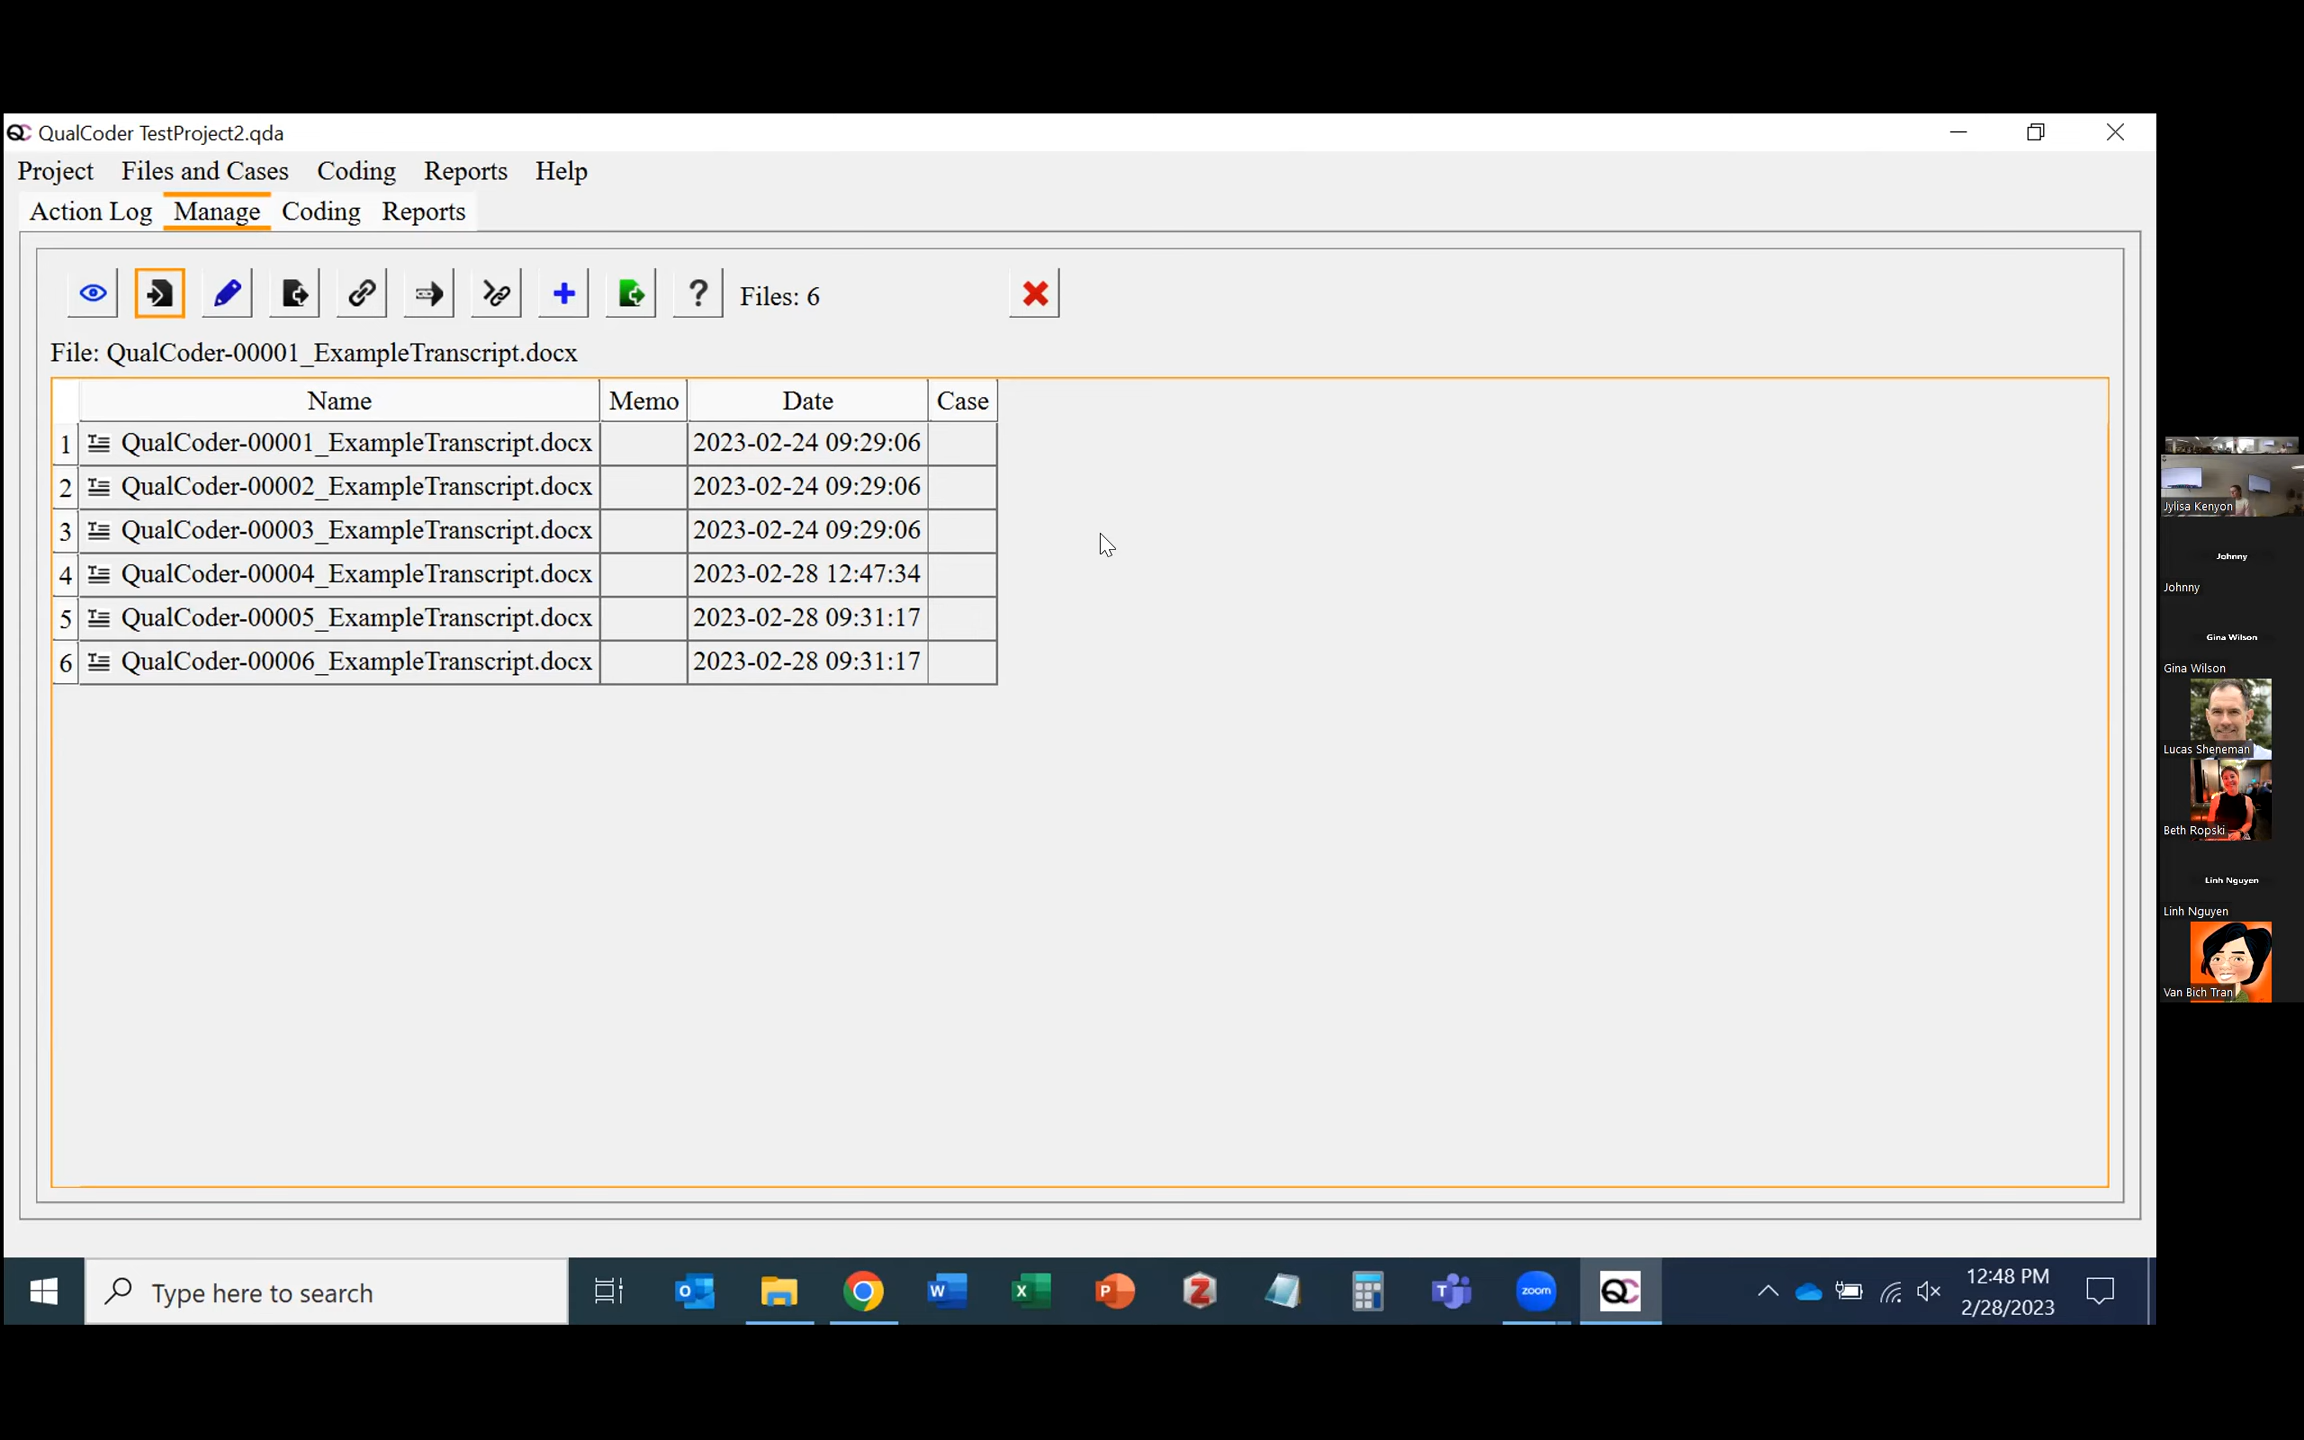 QualCoder TestProject2.qda
Project Files and Cases Coding Reports Help
Action Log Manage Coding Reports
Files: 6
File: QualCoder-00001_ExampleTranscript.docx
Name Memo Date Case
1 QualCoder-00001_ExampleTranscript.docx 2023-02-24 09:29:06
2 QualCoder-00002_ExampleTranscript.docx 2023-02-24 09:29:06
3 QualCoder-00003_ExampleTranscript.docx 2023-02-24 09:29:06
4 QualCoder-00004_ExampleTranscript.docx 2023-02-28 12:47:34
5 QualCoder-00005_ExampleTranscript.docx 2023-02-28 09:31:17
6 QualCoder-00006_ExampleTranscript.docx 2023-02-28 09:31:17
Jylisa Kenyon
Johnny
Johnny
Gina Wilson
Gina Wilson
Lucas Sheneman
Beth Ropski
Linh Nguyen
Linh Nguyen
Van Bich Tran
Type here to search
zoom
12:48 PM
2/28/2023